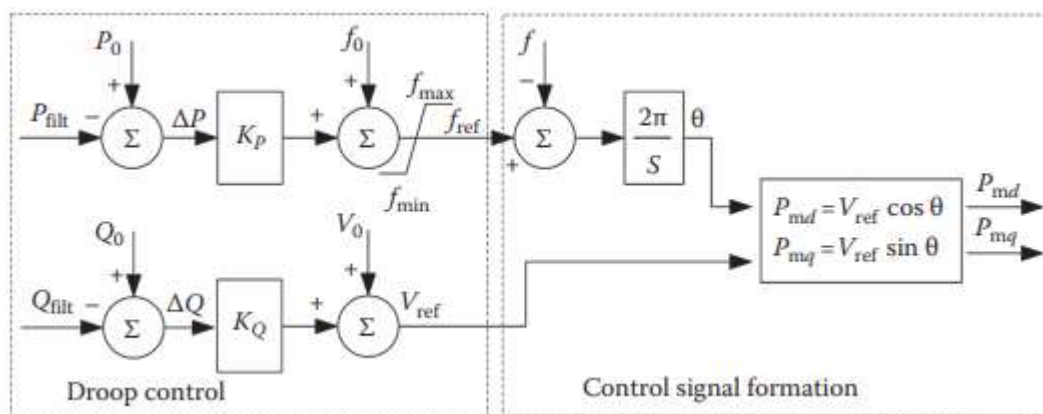 P0
f0
f
+
+
−
fmax
Pfilt − Σ ΔP KP + Σ fref + Σ 2π/S θ
fmin
Pmd = Vref cos θ Pmd
Pmq = Vref sin θ Pmq
Q0
V0
+
+
Qfilt − Σ ΔQ KQ + Σ Vref
Droop control
Control signal formation